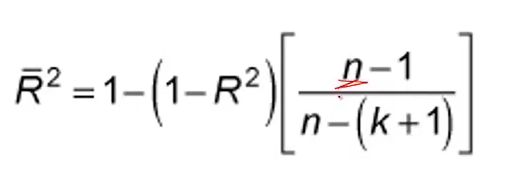 R̄² = 1−(1−R²)[(n−1)/(n−(k+1))]